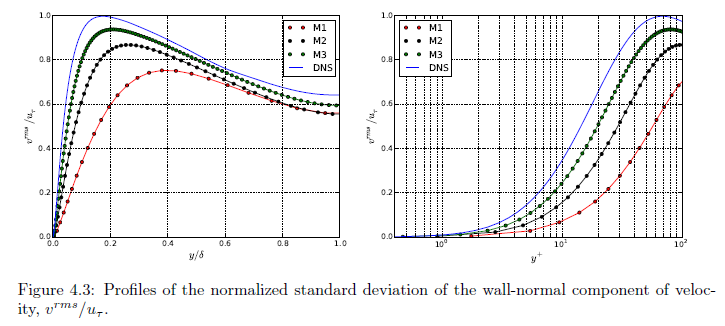 1.0
0.8
0.6
0.4
0.2
0.0
v^{rms}/u_τ
0.0 0.2 0.4 0.6 0.8 1.0
y/δ
M1
M2
M3
DNS
1.0
0.8
0.6
0.4
0.2
0.0
v^{rms}/u_τ
10^0 10^1 10^2
y^+
M1
M2
M3
DNS
Figure 4.3: Profiles of the normalized standard deviation of the wall-normal component of veloc-
ity, v^{rms}/u_τ.